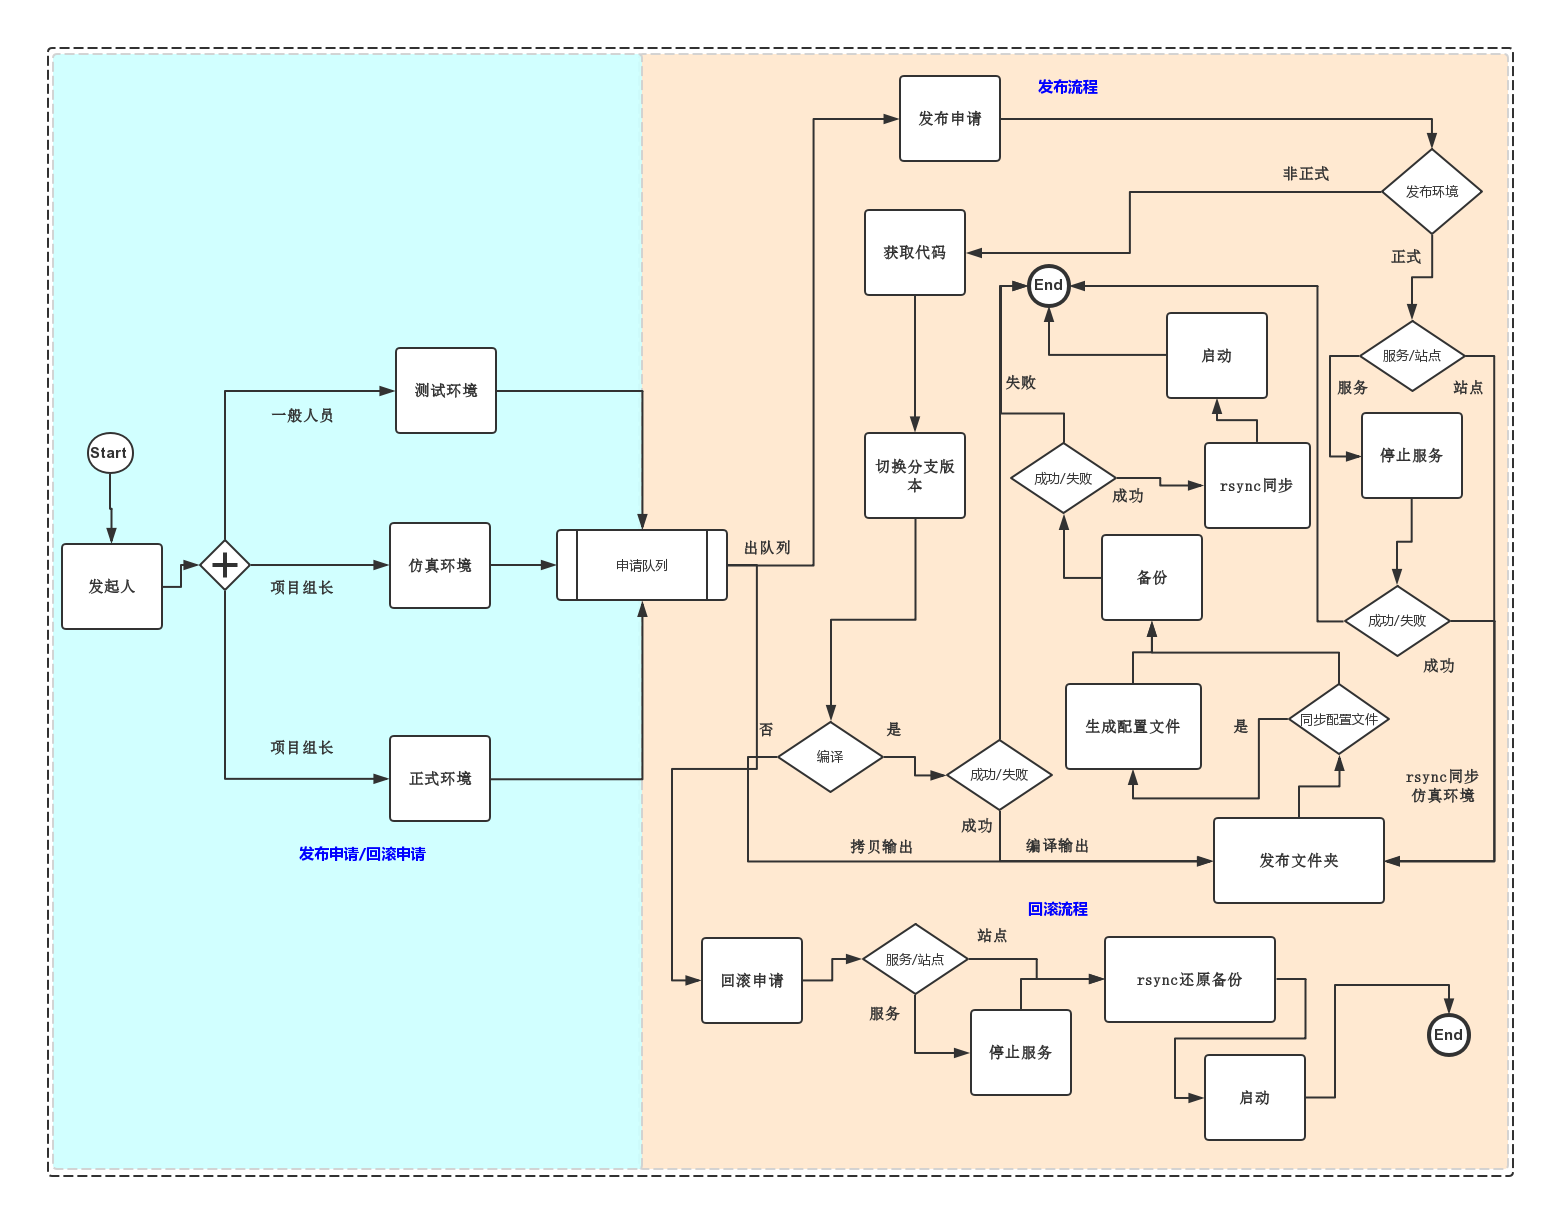 发布流程
发布申请
非正式
发布环境
获取代码
正式
End
启动
服务/站点
失败
服务
站点
测试环境
一般人员
Start
停止服务
切换分支版
本
成功/失败
成功
rsync同步
出队列
仿真环境
申请队列
发起人
项目组长
备份
成功/失败
成功
否
是
编译
生成配置文件
是
同步配置文件
项目组长
正式环境
成功/失败
rsync同步
仿真环境
成功
拷贝输出
编译输出
发布文件夹
发布申请/回滚申请
回滚流程
站点
服务/站点
回滚申请
rsync还原备份
服务
停止服务
End
启动